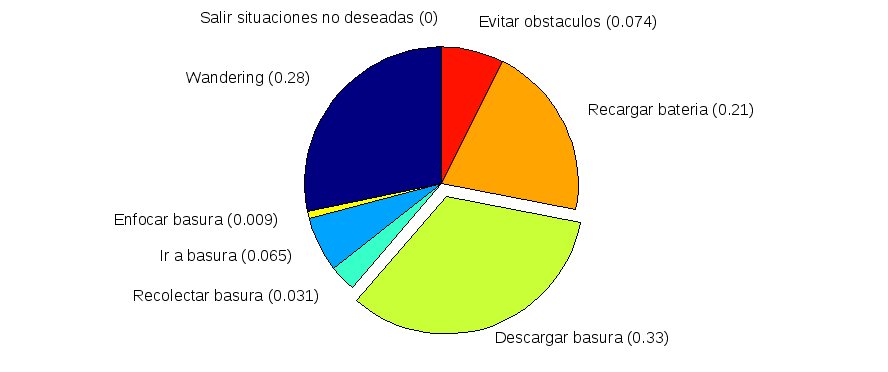 Salir situaciones no deseadas (0)
Evitar obstaculos (0.074)
Wandering (0.28)
Recargar bateria (0.21)
Enfocar basura (0.009)
Ir a basura (0.065)
Recolectar basura (0.031)
Descargar basura (0.33)